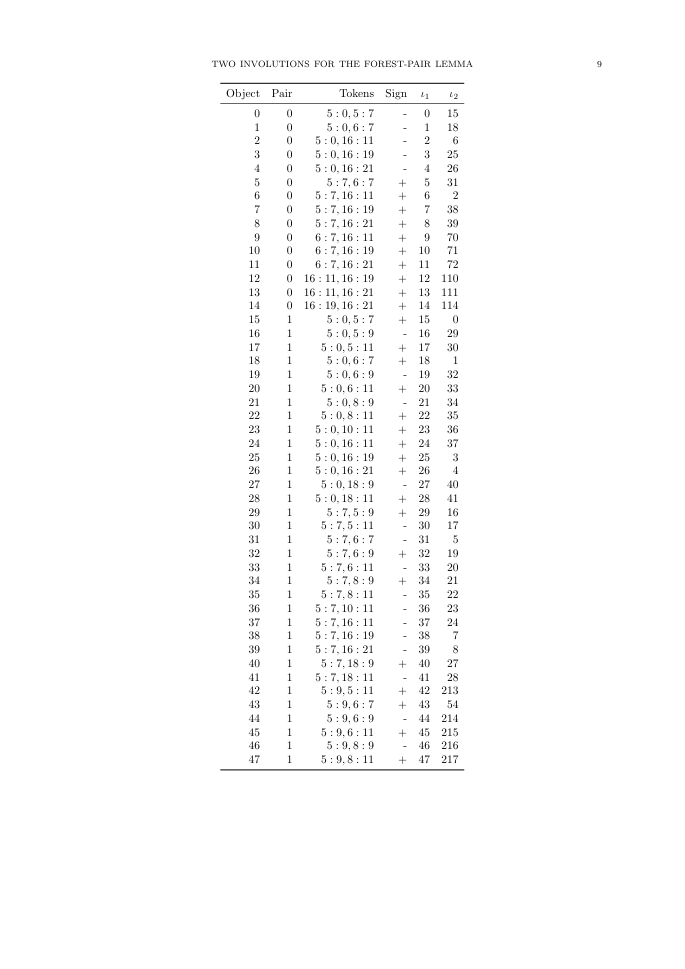 TWO INVOLUTIONS FOR THE FOREST-PAIR LEMMA 9
Object Pair Tokens Sign ι1 ι2
0 0 5 : 0, 5 : 7 - 0 15
1 0 5 : 0, 6 : 7 - 1 18
2 0 5 : 0, 16 : 11 - 2 6
3 0 5 : 0, 16 : 19 - 3 25
4 0 5 : 0, 16 : 21 - 4 26
5 0 5 : 7, 6 : 7 + 5 31
6 0 5 : 7, 16 : 11 + 6 2
7 0 5 : 7, 16 : 19 + 7 38
8 0 5 : 7, 16 : 21 + 8 39
9 0 6 : 7, 16 : 11 + 9 70
10 0 6 : 7, 16 : 19 + 10 71
11 0 6 : 7, 16 : 21 + 11 72
12 0 16 : 11, 16 : 19 + 12 110
13 0 16 : 11, 16 : 21 + 13 111
14 0 16 : 19, 16 : 21 + 14 114
15 1 5 : 0, 5 : 7 + 15 0
16 1 5 : 0, 5 : 9 - 16 29
17 1 5 : 0, 5 : 11 + 17 30
18 1 5 : 0, 6 : 7 + 18 1
19 1 5 : 0, 6 : 9 - 19 32
20 1 5 : 0, 6 : 11 + 20 33
21 1 5 : 0, 8 : 9 - 21 34
22 1 5 : 0, 8 : 11 + 22 35
23 1 5 : 0, 10 : 11 + 23 36
24 1 5 : 0, 16 : 11 + 24 37
25 1 5 : 0, 16 : 19 + 25 3
26 1 5 : 0, 16 : 21 + 26 4
27 1 5 : 0, 18 : 9 - 27 40
28 1 5 : 0, 18 : 11 + 28 41
29 1 5 : 7, 5 : 9 + 29 16
30 1 5 : 7, 5 : 11 - 30 17
31 1 5 : 7, 6 : 7 - 31 5
32 1 5 : 7, 6 : 9 + 32 19
33 1 5 : 7, 6 : 11 - 33 20
34 1 5 : 7, 8 : 9 + 34 21
35 1 5 : 7, 8 : 11 - 35 22
36 1 5 : 7, 10 : 11 - 36 23
37 1 5 : 7, 16 : 11 - 37 24
38 1 5 : 7, 16 : 19 - 38 7
39 1 5 : 7, 16 : 21 - 39 8
40 1 5 : 7, 18 : 9 + 40 27
41 1 5 : 7, 18 : 11 - 41 28
42 1 5 : 9, 5 : 11 + 42 213
43 1 5 : 9, 6 : 7 + 43 54
44 1 5 : 9, 6 : 9 - 44 214
45 1 5 : 9, 6 : 11 + 45 215
46 1 5 : 9, 8 : 9 - 46 216
47 1 5 : 9, 8 : 11 + 47 217